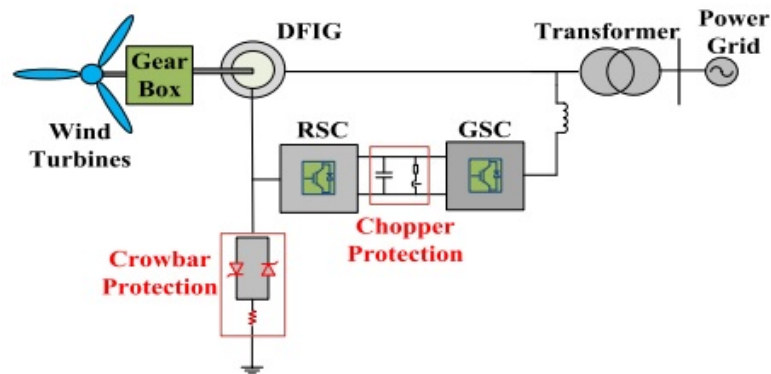 DFIG
Transformer
Power
Grid
Gear
Box
Wind
Turbines
RSC
GSC
Chopper
Protection
Crowbar
Protection